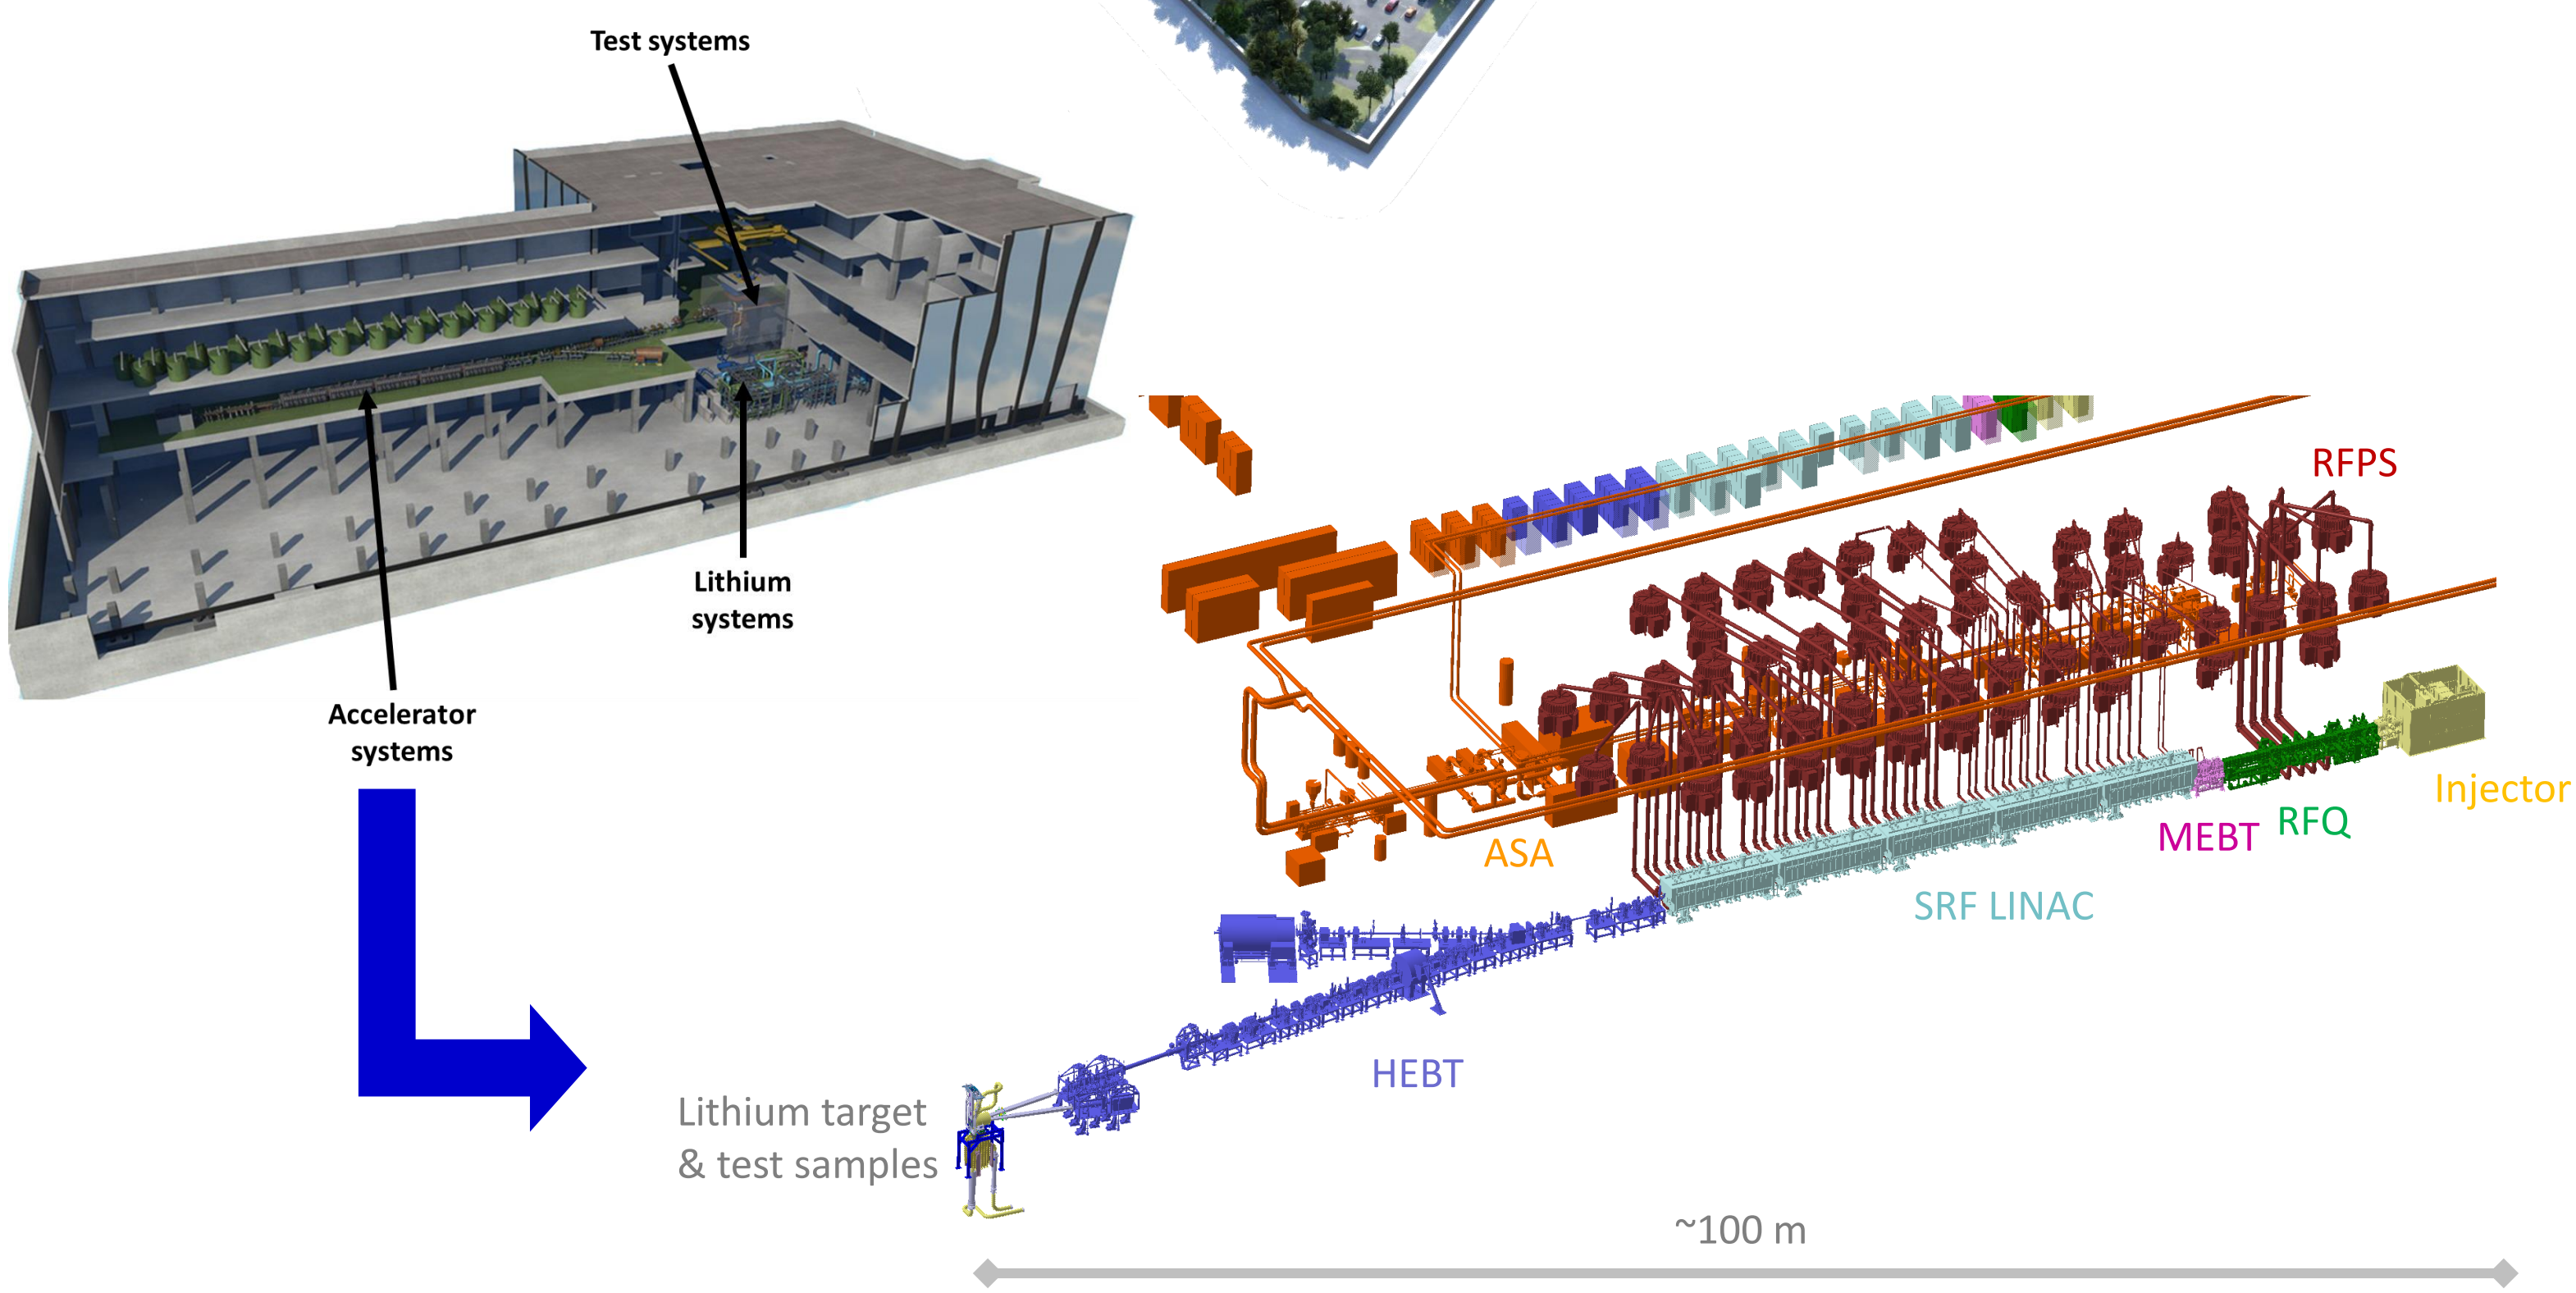 Test systems
Lithium
systems
Accelerator
systems
RFPS
Injector
RFQ
MEBT
ASA
SRF LINAC
HEBT
Lithium target
& test samples
~100 m